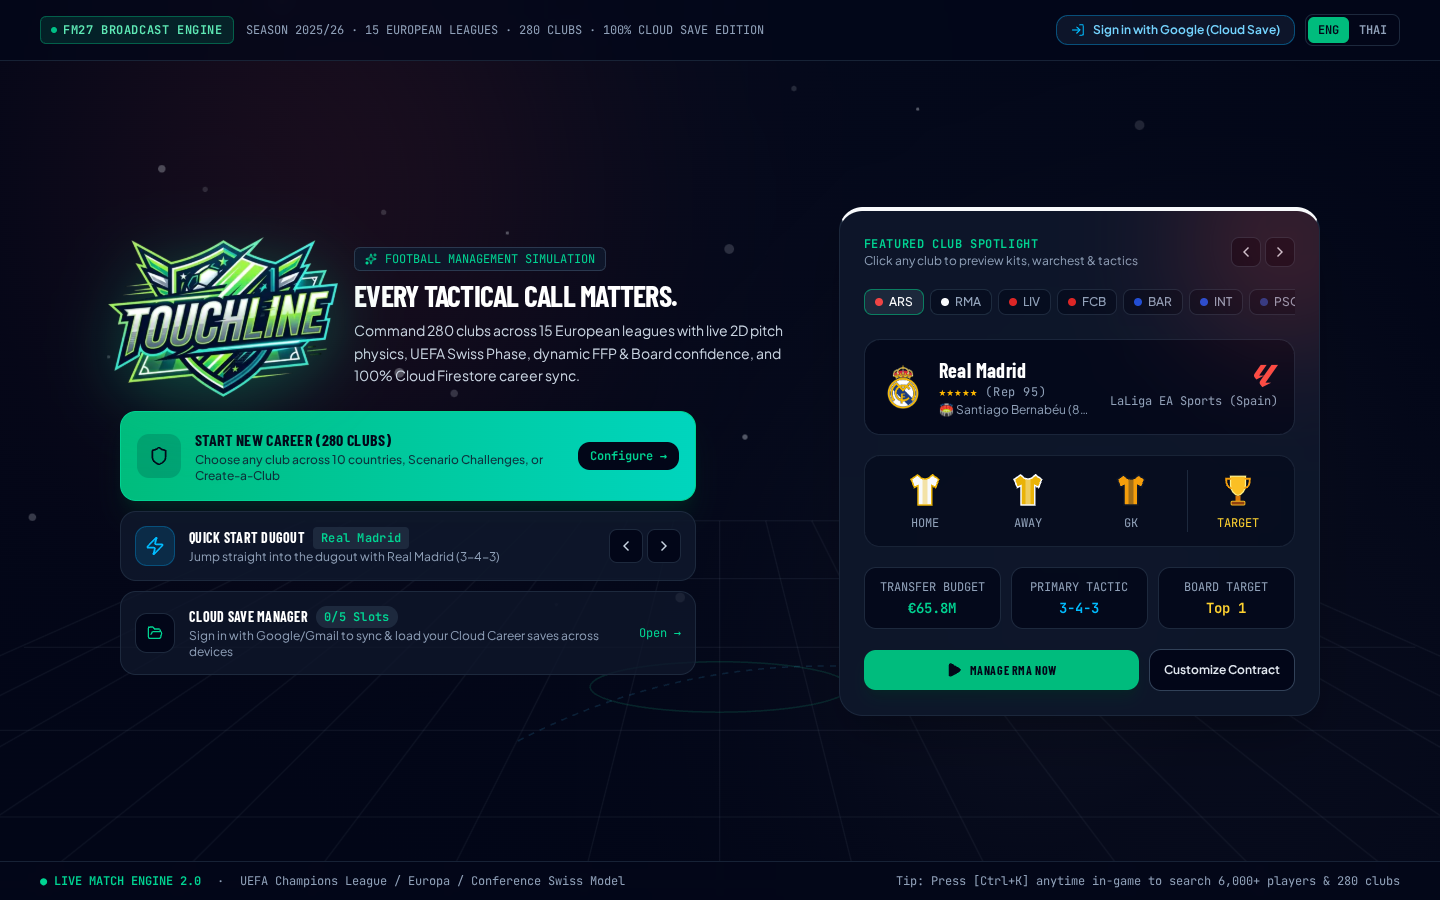 FM27 BROADCAST ENGINE
SEASON 2025/26 · 15 EUROPEAN LEAGUES · 280 CLUBS · 100% CLOUD SAVE EDITION
Sign in with Google (Cloud Save)
ENG
THAI
TOUCHLINE
FOOTBALL MANAGEMENT SIMULATION
EVERY TACTICAL CALL MATTERS.
Command 280 clubs across 15 European leagues with live 2D pitch
physics, UEFA Swiss Phase, dynamic FFP & Board confidence, and
100% Cloud Firestore career sync.
START NEW CAREER (280 CLUBS)
Choose any club across 10 countries, Scenario Challenges, or
Create-a-Club
Configure →
QUICK START DUGOUT
Real Madrid
Jump straight into the dugout with Real Madrid (3-4-3)
CLOUD SAVE MANAGER
0/5 Slots
Sign in with Google/Gmail to sync & load your Cloud Career saves across
devices
Open →
FEATURED CLUB SPOTLIGHT
Click any club to preview kits, warchest & tactics
ARS
RMA
LIV
FCB
BAR
INT
Real Madrid
★★★★★ (Rep 95)
Santiago Bernabéu (8...
LaLiga EA Sports (Spain)
HOME
AWAY
GK
TARGET
TRANSFER BUDGET
€65.8M
PRIMARY TACTIC
3-4-3
BOARD TARGET
Top 1
MANAGE RMA NOW
Customize Contract
LIVE MATCH ENGINE 2.0 · UEFA Champions League / Europa / Conference Swiss Model
Tip: Press [Ctrl+K] anytime in-game to search 6,000+ players & 280 clubs